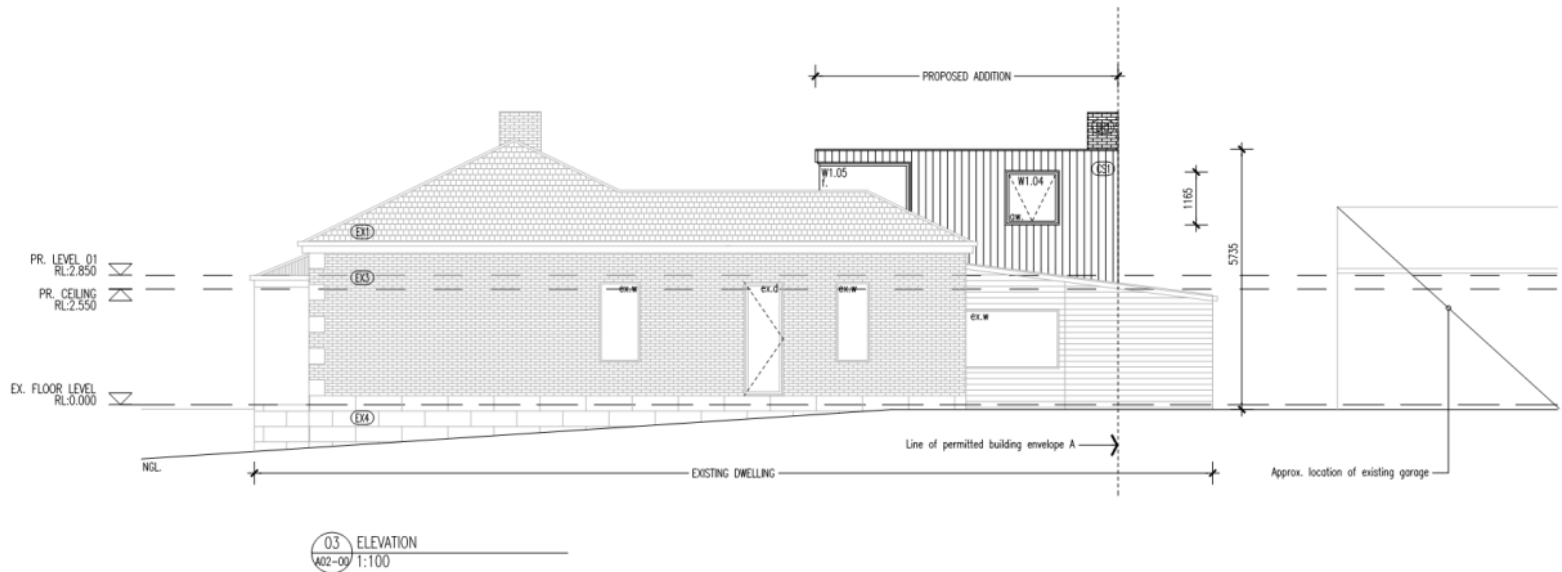 PROPOSED ADDITION
W1.05
f.
W1.04
aw.
CS1
1165
5735
EX1
PR. LEVEL 01
RL:2.850
EX3
PR. CEILING
RL:2.550
ex.w
ex.d
ex.w
ex.w
EX. FLOOR LEVEL
RL:0.000
EX4
Line of permitted building envelope A
NGL.
EXISTING DWELLING
Approx. location of existing garage
03 ELEVATION
A02-00 1:100